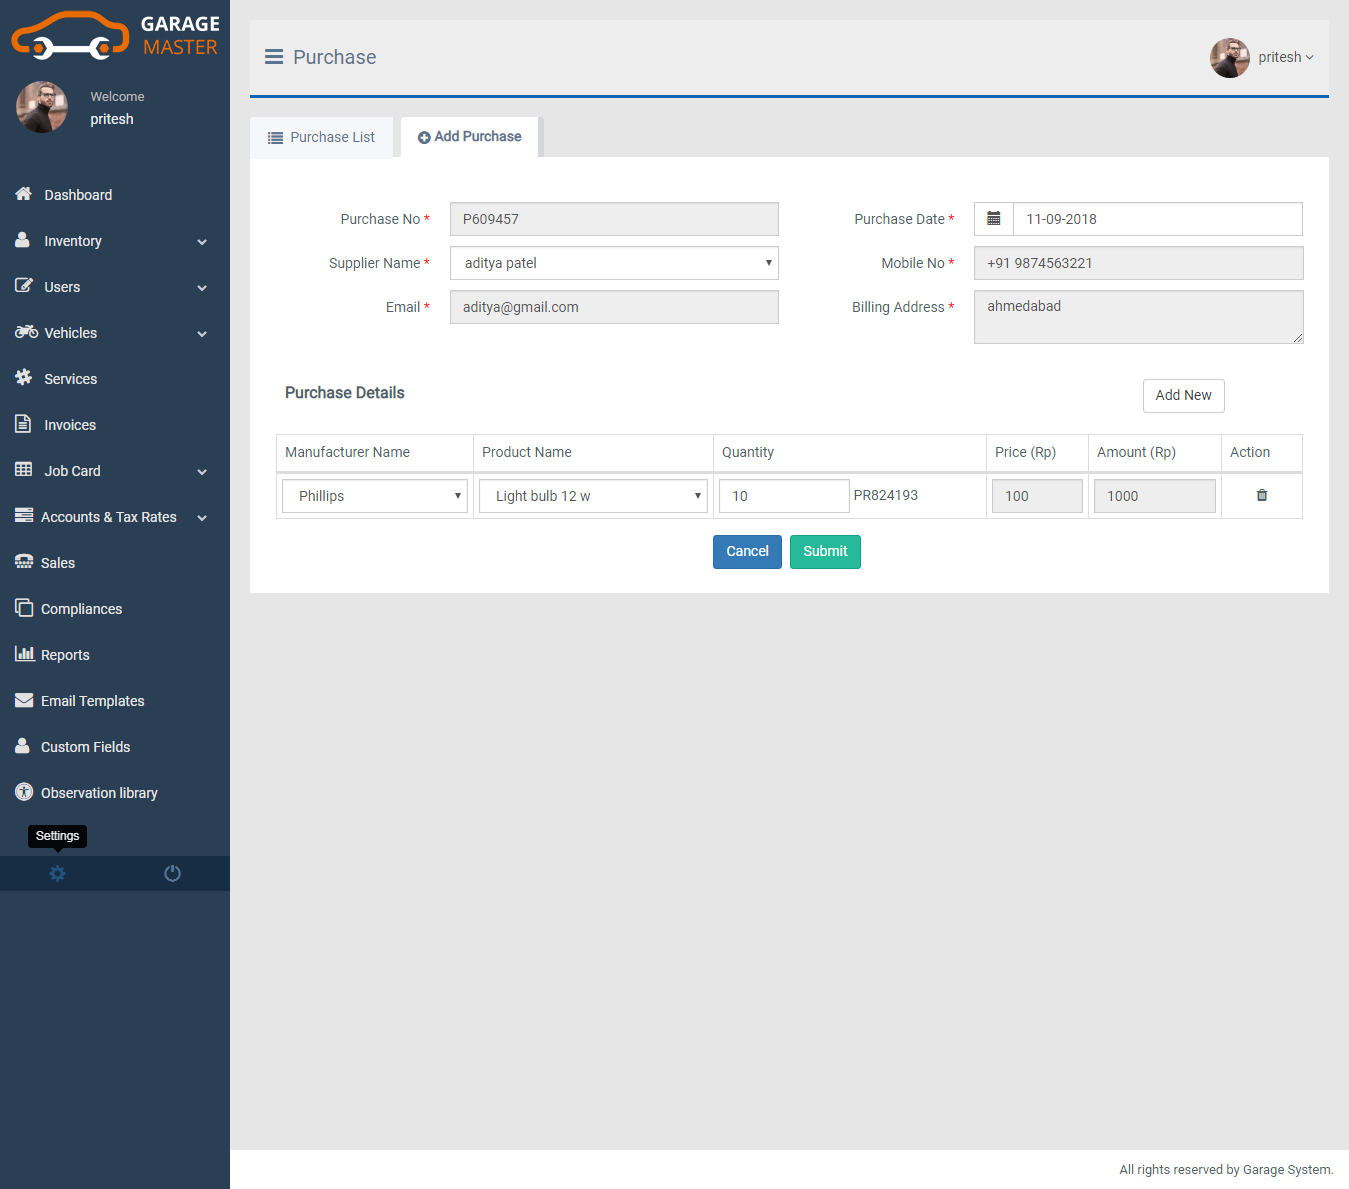 GARAGE
MASTER
Welcome
pritesh
Dashboard
Inventory
Users
Vehicles
Services
Invoices
Job Card
Accounts & Tax Rates
Sales
Compliances
Reports
Email Templates
Custom Fields
Observation library
Settings
Purchase
pritesh
Purchase List
Add Purchase
Purchase No * P609457 Purchase Date * 11-09-2018
Supplier Name * aditya patel Mobile No * +91 9874563221
Email * aditya@gmail.com Billing Address * ahmedabad
Purchase Details Add New
Manufacturer Name Product Name Quantity Price (Rp) Amount (Rp) Action
Phillips Light bulb 12 w 10 PR824193 100 1000
Cancel Submit
All rights reserved by Garage System.